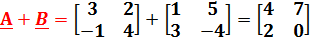 A + B = [3 2; -1 4] + [1 5; 3 -4] = [4 7; 2 0]